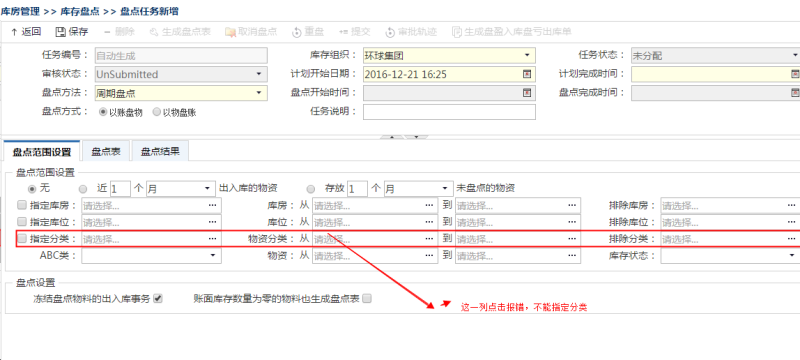 库房管理 >> 库存盘点 >> 盘点任务新增
返回 保存 删除 生成盘点表 取消盘点 重盘 提交 审批轨迹 生成盘盈入库盘亏出库单
任务编号： 自动生成 库存组织： 环球集团 任务状态： 未分配
审核状态： UnSubmitted 计划开始日期： 2016-12-21 16:25 计划完成时间：
盘点方法： 周期盘点 盘点开始时间： 盘点完成时间：
盘点方式： 以账盘物 以物盘账 任务说明：
盘点范围设置 盘点表 盘点结果
盘点范围设置
无 近 1 个 月 出入库的物资 存放 1 个 月 未盘点的物资
指定库房： 请选择... ... 库房： 从 请选择... ... 到 请选择... ... 排除库房： 请选择... ...
指定库位： 请选择... ... 库位： 从 请选择... ... 到 请选择... ... 排除库位： 请选择... ...
指定分类： 请选择... ... 物资分类： 从 请选择... ... 到 请选择... ... 排除分类： 请选择... ...
ABC类： 物资： 从 请选择... ... 到 请选择... ... 库存状态：
盘点设置
冻结盘点物料的出入库事务 账面库存数量为零的物料也生成盘点表
这一列点击报错，不能指定分类